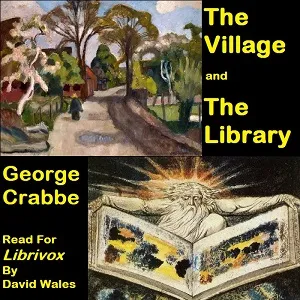 The
Village
and
The
Library
George
Crabbe
Read For
Librivox
By
David Wales